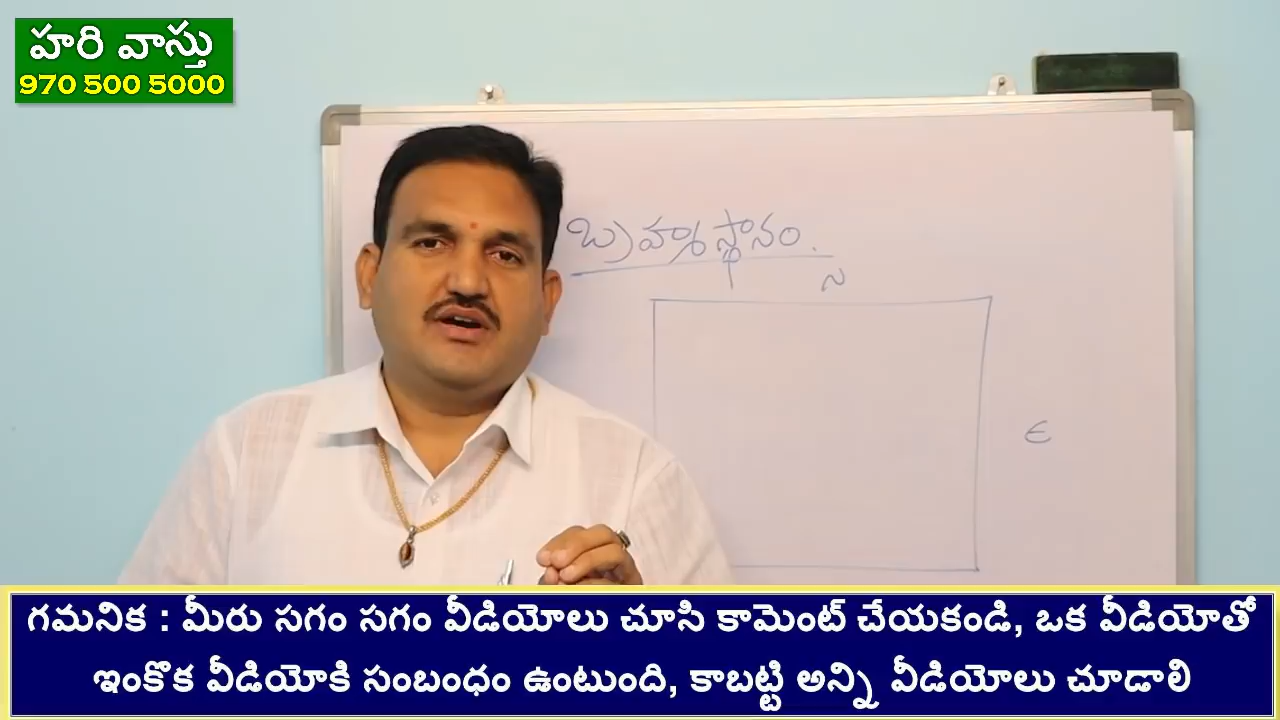 హరి వాస్తు
970 500 5000
బ్రహ్మస్థానం.
N
E
గమనిక : మీరు సగం సగం వీడియోలు చూసి కామెంట్ చేయకండి, ఒక వీడియోతో
ఇంకొక వీడియోకి సంబంధం ఉంటుంది, కాబట్టి అన్ని వీడియోలు చూడాలి